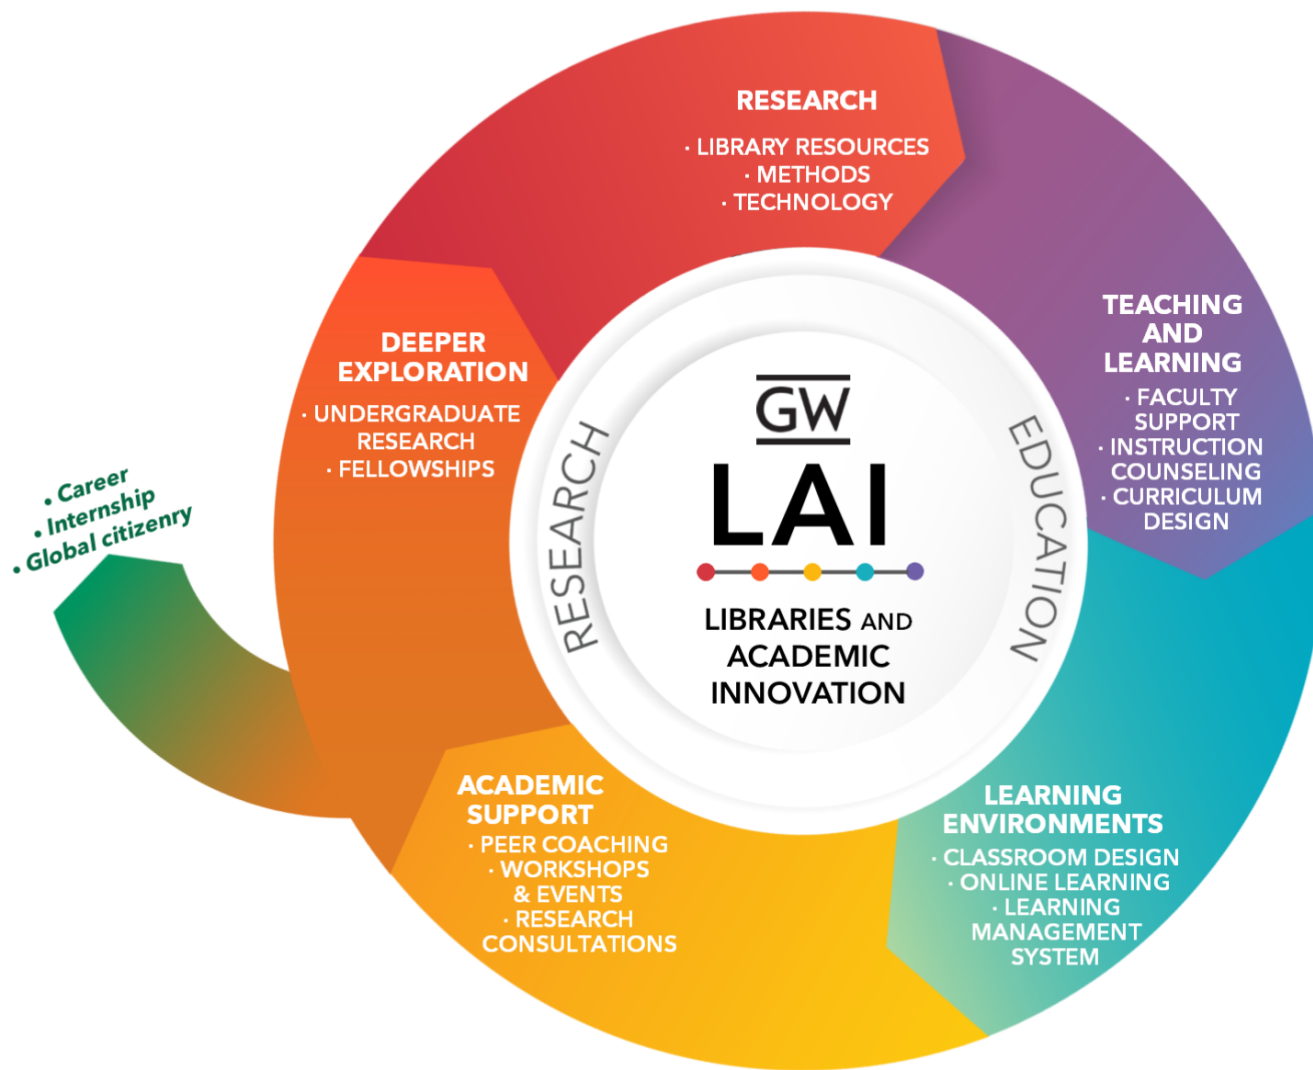 RESEARCH
· LIBRARY RESOURCES
· METHODS
· TECHNOLOGY
TEACHING
AND
LEARNING
· FACULTY
SUPPORT
· INSTRUCTION
COUNSELING
· CURRICULUM
DESIGN
LEARNING
ENVIRONMENTS
· CLASSROOM DESIGN
· ONLINE LEARNING
· LEARNING
MANAGEMENT
SYSTEM
ACADEMIC
SUPPORT
· PEER COACHING
· WORKSHOPS
& EVENTS
· RESEARCH
CONSULTATIONS
DEEPER
EXPLORATION
· UNDERGRADUATE
RESEARCH
· FELLOWSHIPS
• Career
• Internship
• Global citizenry
RESEARCH
EDUCATION
GW
LAI
LIBRARIES AND
ACADEMIC
INNOVATION